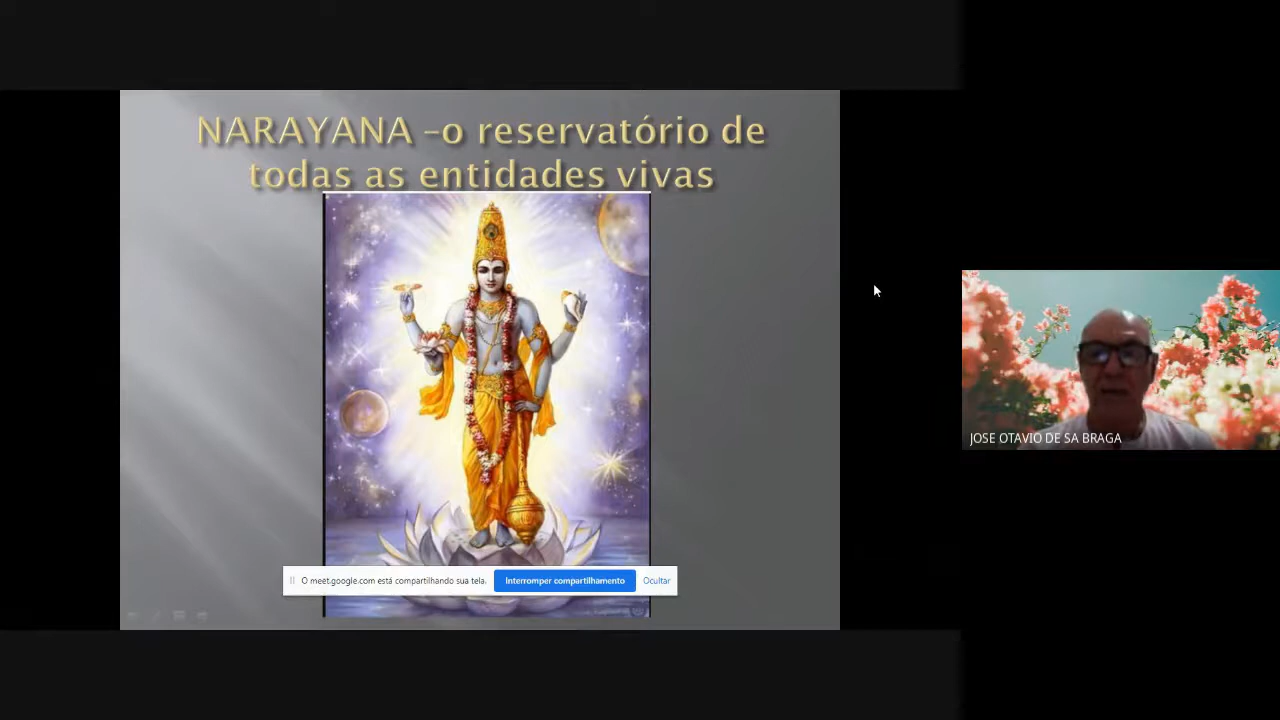 NARAYANA –o reservatório de
todas as entidades vivas
O meet.google.com está compartilhando sua tela.
Interromper compartilhamento
Ocultar
JOSE OTAVIO DE SA BRAGA